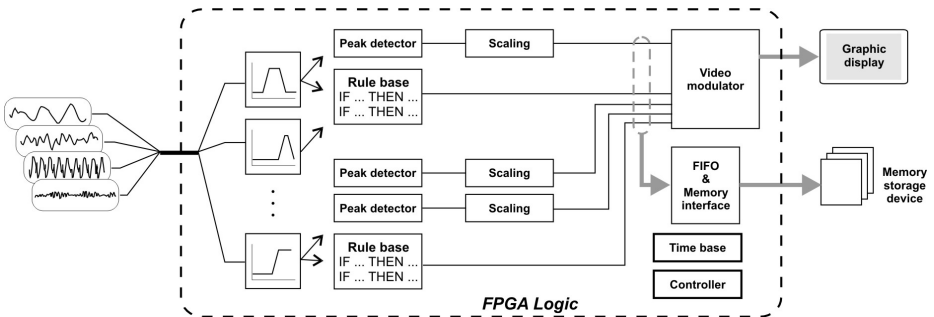 Peak detector
Scaling
Rule base
IF ... THEN ...
IF ... THEN ...
Video
modulator
Graphic
display
Peak detector
Scaling
Peak detector
Scaling
Rule base
IF ... THEN ...
IF ... THEN ...
FIFO
&
Memory
interface
Memory
storage
device
Time base
Controller
FPGA Logic